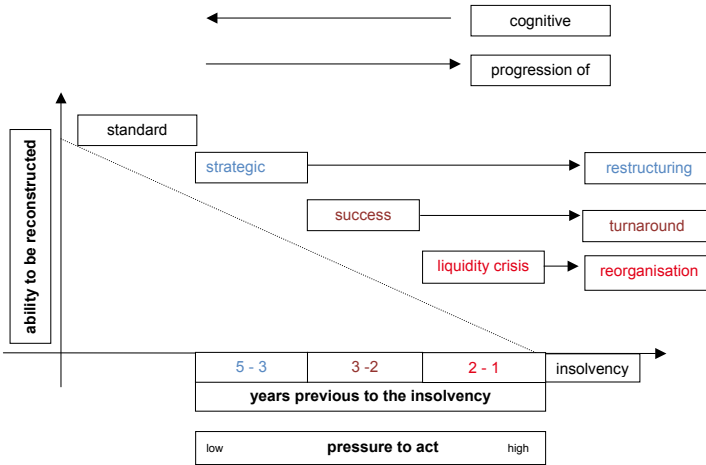 cognitive
progression of
standard
ability to be reconstructed
strategic
restructuring
success
turnaround
liquidity crisis
reorganisation
5 - 3
3 -2
2 - 1
insolvency
years previous to the insolvency
low
pressure to act
high